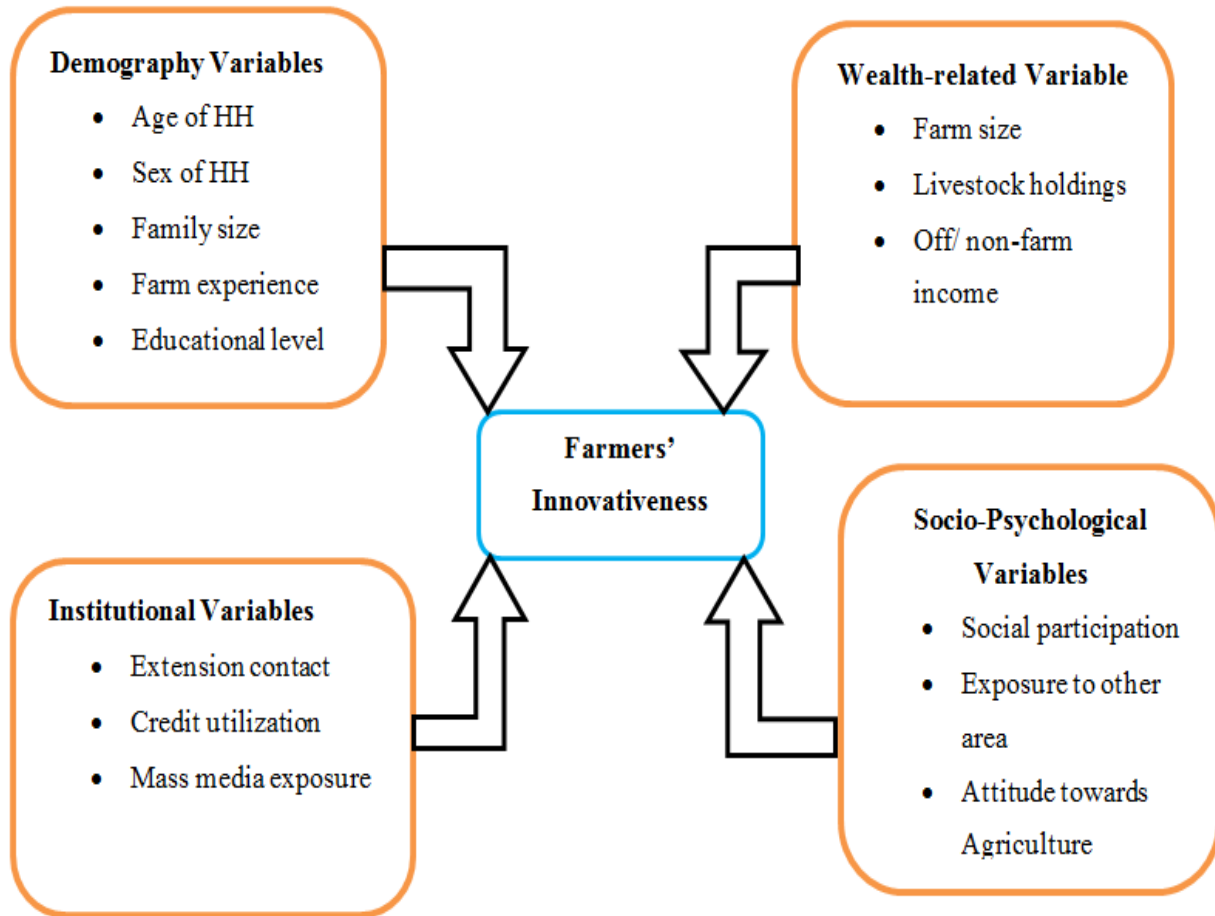 Demography Variables
• Age of HH
• Sex of HH
• Family size
• Farm experience
• Educational level
Wealth-related Variable
• Farm size
• Livestock holdings
• Off/ non-farm
income
Farmers’
Innovativeness
Institutional Variables
• Extension contact
• Credit utilization
• Mass media exposure
Socio-Psychological
Variables
• Social participation
• Exposure to other
area
• Attitude towards
Agriculture